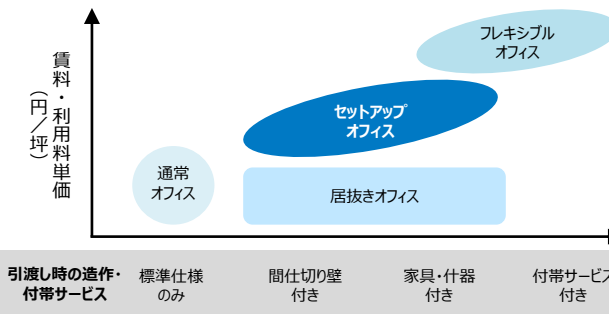 フレキシブル
オフィス
賃料・利用料単価
(円／坪)
セットアップ
オフィス
通常
オフィス
居抜きオフィス
引渡し時の造作・
付帯サービス
標準仕様
のみ
間仕切り壁
付き
家具・什器
付き
付帯サービス
付き